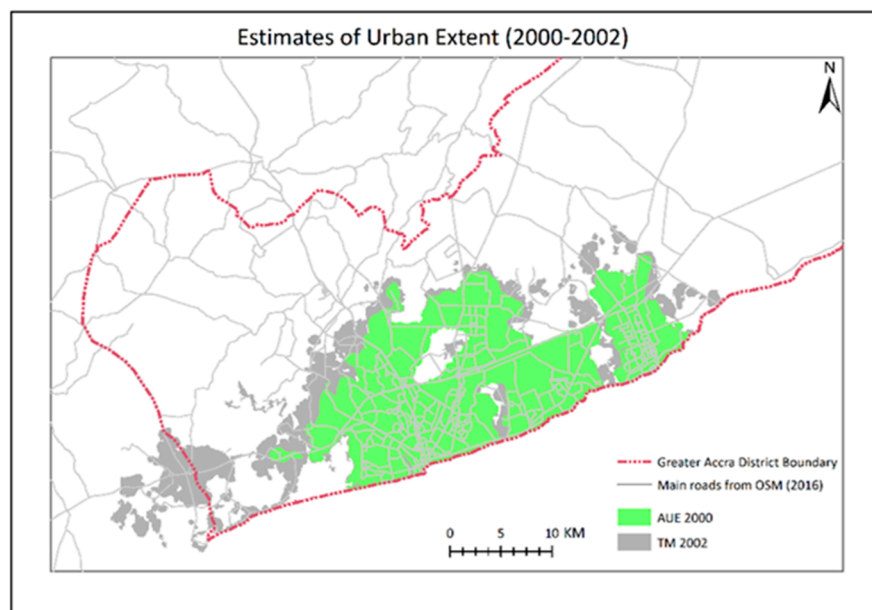 Estimates of Urban Extent (2000-2002)
N
Greater Accra District Boundary
Main roads from OSM (2016)
AUE 2000
TM 2002
0 5 10 KM